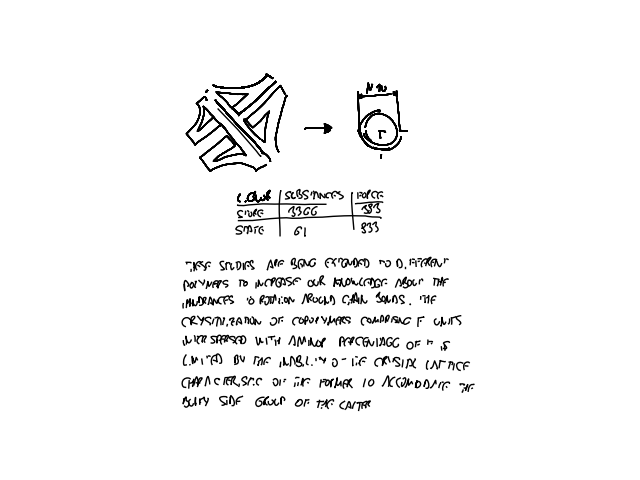 SUBSTANCES FORCE
STORE 3366 393
STATE 61 833
THESE STUDIES ARE BEING EXTENDED TO DIFFERENT
POLYMERS TO INCREASE OUR KNOWLEDGE ABOUT THE
HINDRANCES TO ROTATION AROUND CHAIN BONDS. THE
CRYSTALLIZATION OF COPOLYMERS COMPRISING F UNITS
INTERSPERSED WITH A MINOR PERCENTAGE OF IS
LIMITED BY THE INABILITY OF THE CRYSTAL LATTICE
CHARACTERISTIC OF THE FORMER TO ACCOMODATE THE
BULKY SIDE GROUP OF THE LATTER